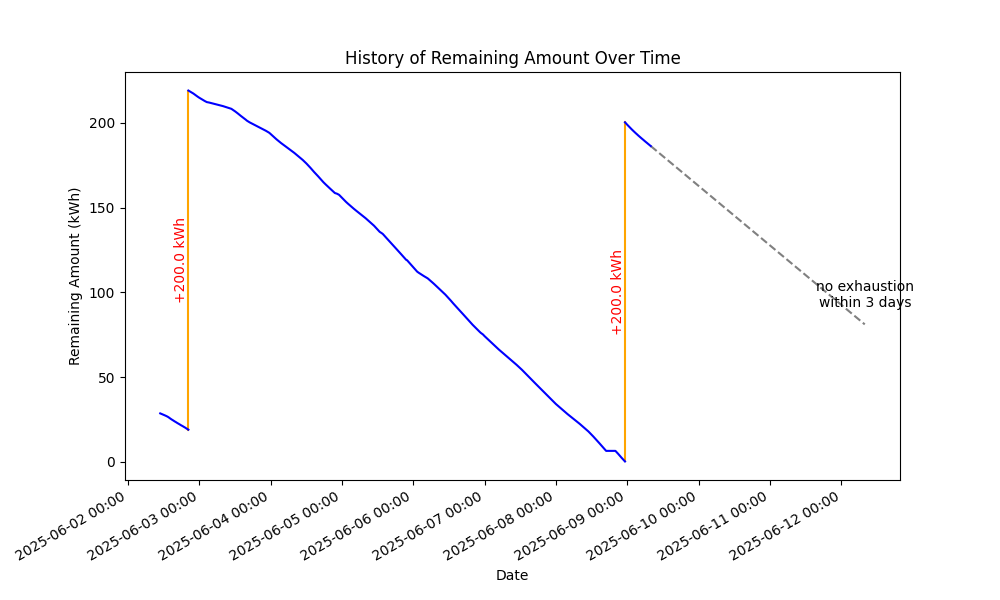 History of Remaining Amount Over Time
Remaining Amount (kWh)
200
150
100
50
0
+200.0 kWh
+200.0 kWh
no exhaustion
within 3 days
2025-06-02 00:00
2025-06-03 00:00
2025-06-04 00:00
2025-06-05 00:00
2025-06-06 00:00
2025-06-07 00:00
2025-06-08 00:00
2025-06-09 00:00
2025-06-10 00:00
2025-06-11 00:00
2025-06-12 00:00
Date